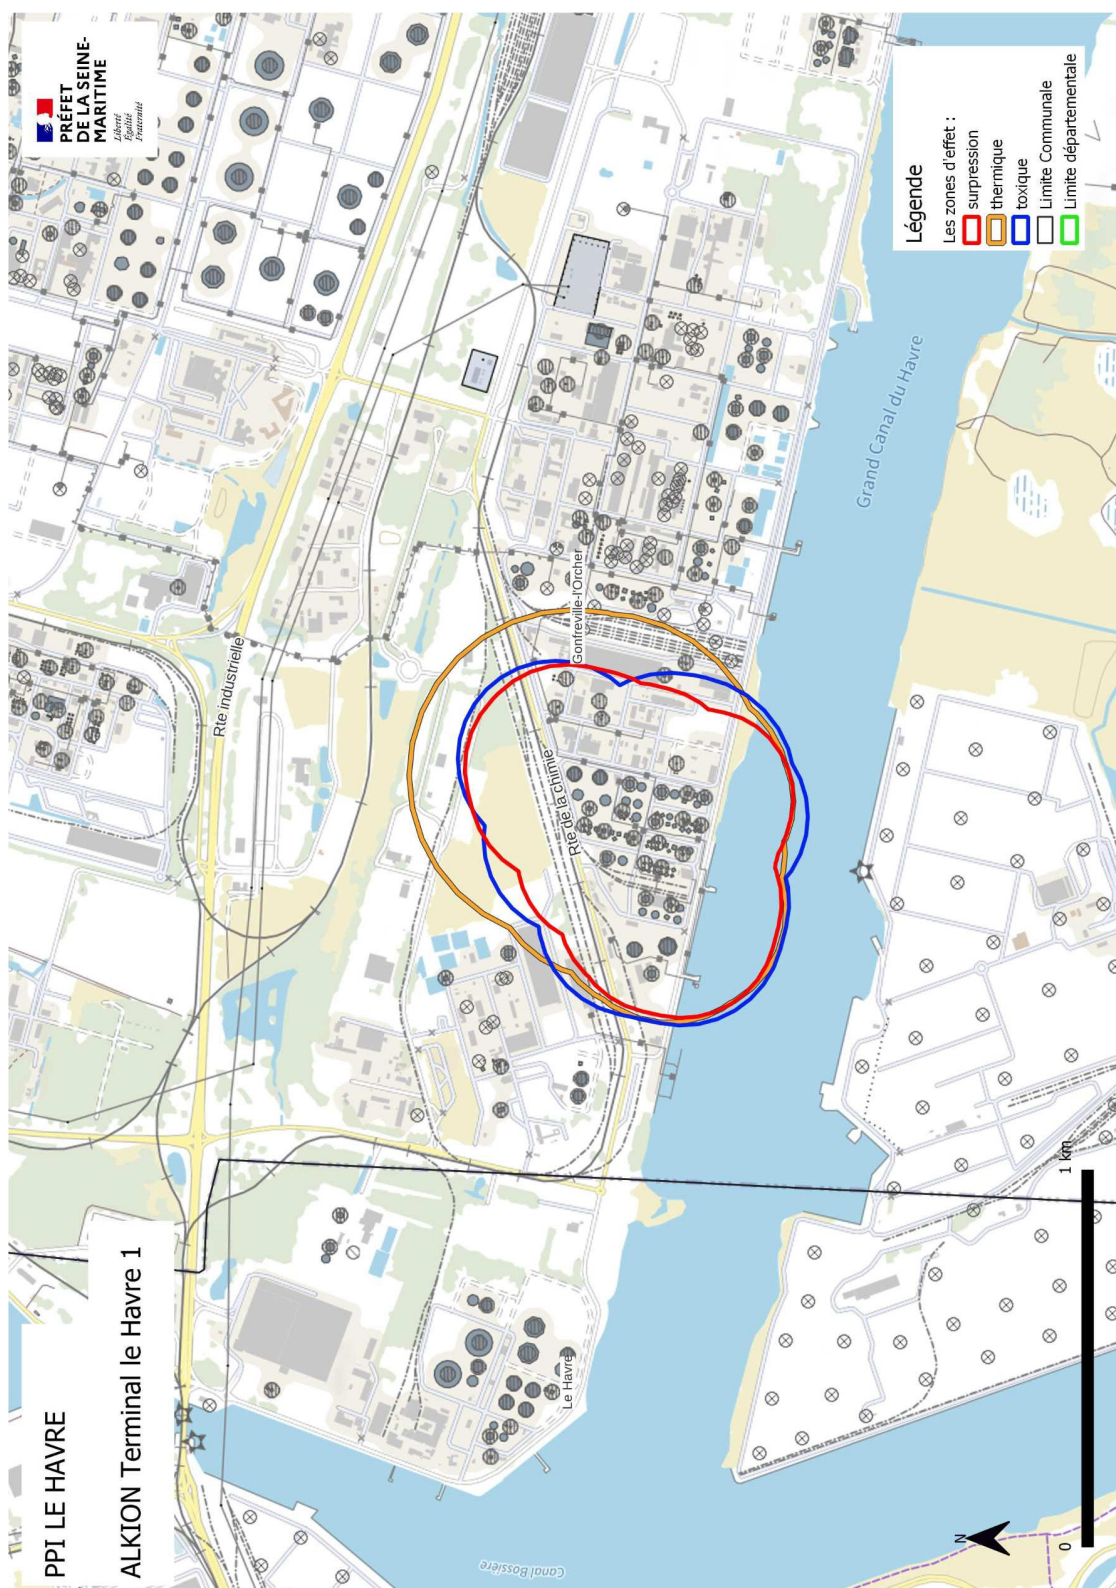 PPI LE HAVRE
ALKION Terminal le Havre 1
PRÉFET
DE LA SEINE-
MARITIME
Liberté
Égalité
Fraternité
Rte industrielle
Rte de la chimie
Gonfreville-l'Orcher
Le Havre
Grand Canal du Havre
Canal Bossière
Légende
Les zones d'effet :
surpression
thermique
toxique
Limite Communale
Limite départementale
N
0
1 km